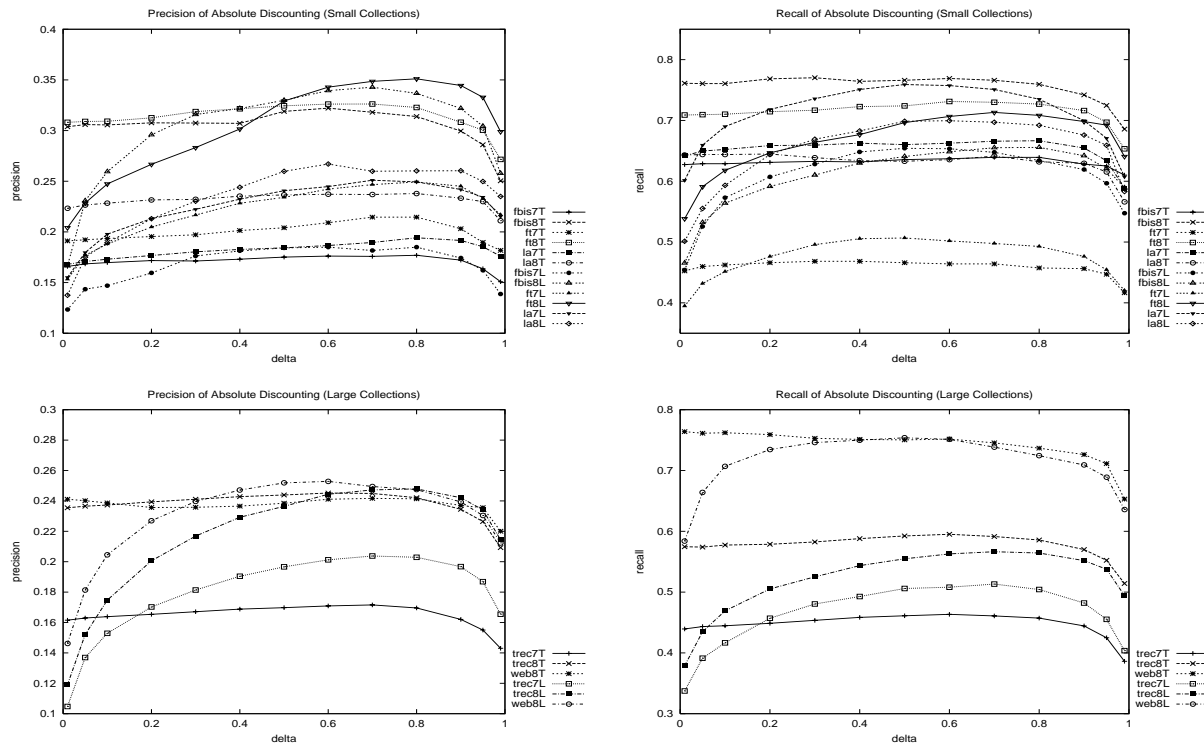 Precision of Absolute Discounting (Small Collections)
precision
0.4
0.35
0.3
0.25
0.2
0.15
0.1
0
0.2
0.4
0.6
0.8
1
delta
fbis7T
fbis8T
ft7T
ft8T
la7T
la8T
fbis7L
fbis8L
ft7L
ft8L
la7L
la8L
Recall of Absolute Discounting (Small Collections)
recall
0.8
0.7
0.6
0.5
0.4
0
0.2
0.4
0.6
0.8
1
delta
fbis7T
fbis8T
ft7T
ft8T
la7T
la8T
fbis7L
fbis8L
ft7L
ft8L
la7L
la8L
Precision of Absolute Discounting (Large Collections)
precision
0.3
0.28
0.26
0.24
0.22
0.2
0.18
0.16
0.14
0.12
0.1
0
0.2
0.4
0.6
0.8
1
delta
trec7T
trec8T
web8T
trec7L
trec8L
web8L
Recall of Absolute Discounting (Large Collections)
recall
0.8
0.7
0.6
0.5
0.4
0.3
0
0.2
0.4
0.6
0.8
1
delta
trec7T
trec8T
web8T
trec7L
trec8L
web8L